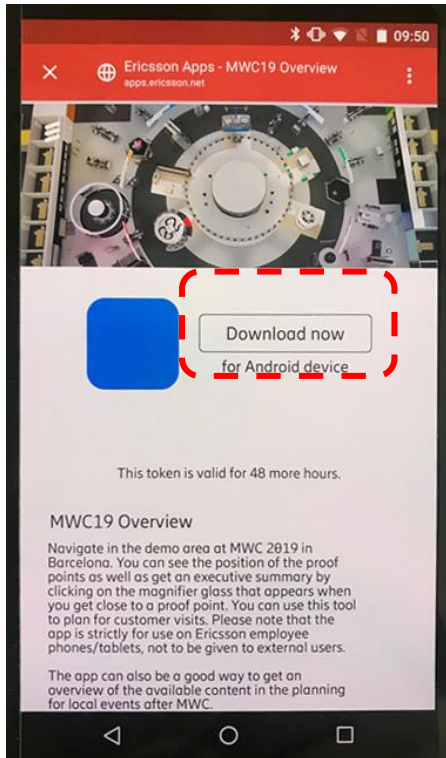 09:50
Ericsson Apps - MWC19 Overview
apps.ericsson.net
Download now
for Android device
This token is valid for 48 more hours.
MWC19 Overview
Navigate in the demo area at MWC 2019 in
Barcelona. You can see the position of the proof
points as well as get an executive summary by
clicking on the magnifier glass that appears when
you get close to a proof point. You can use this tool
to plan for customer visits. Please note that the
app is strictly for use on Ericsson employee
phones/tablets, not to be given to external users.
The app can also be a good way to get an
overview of the available content in the planning
for local events after MWC.